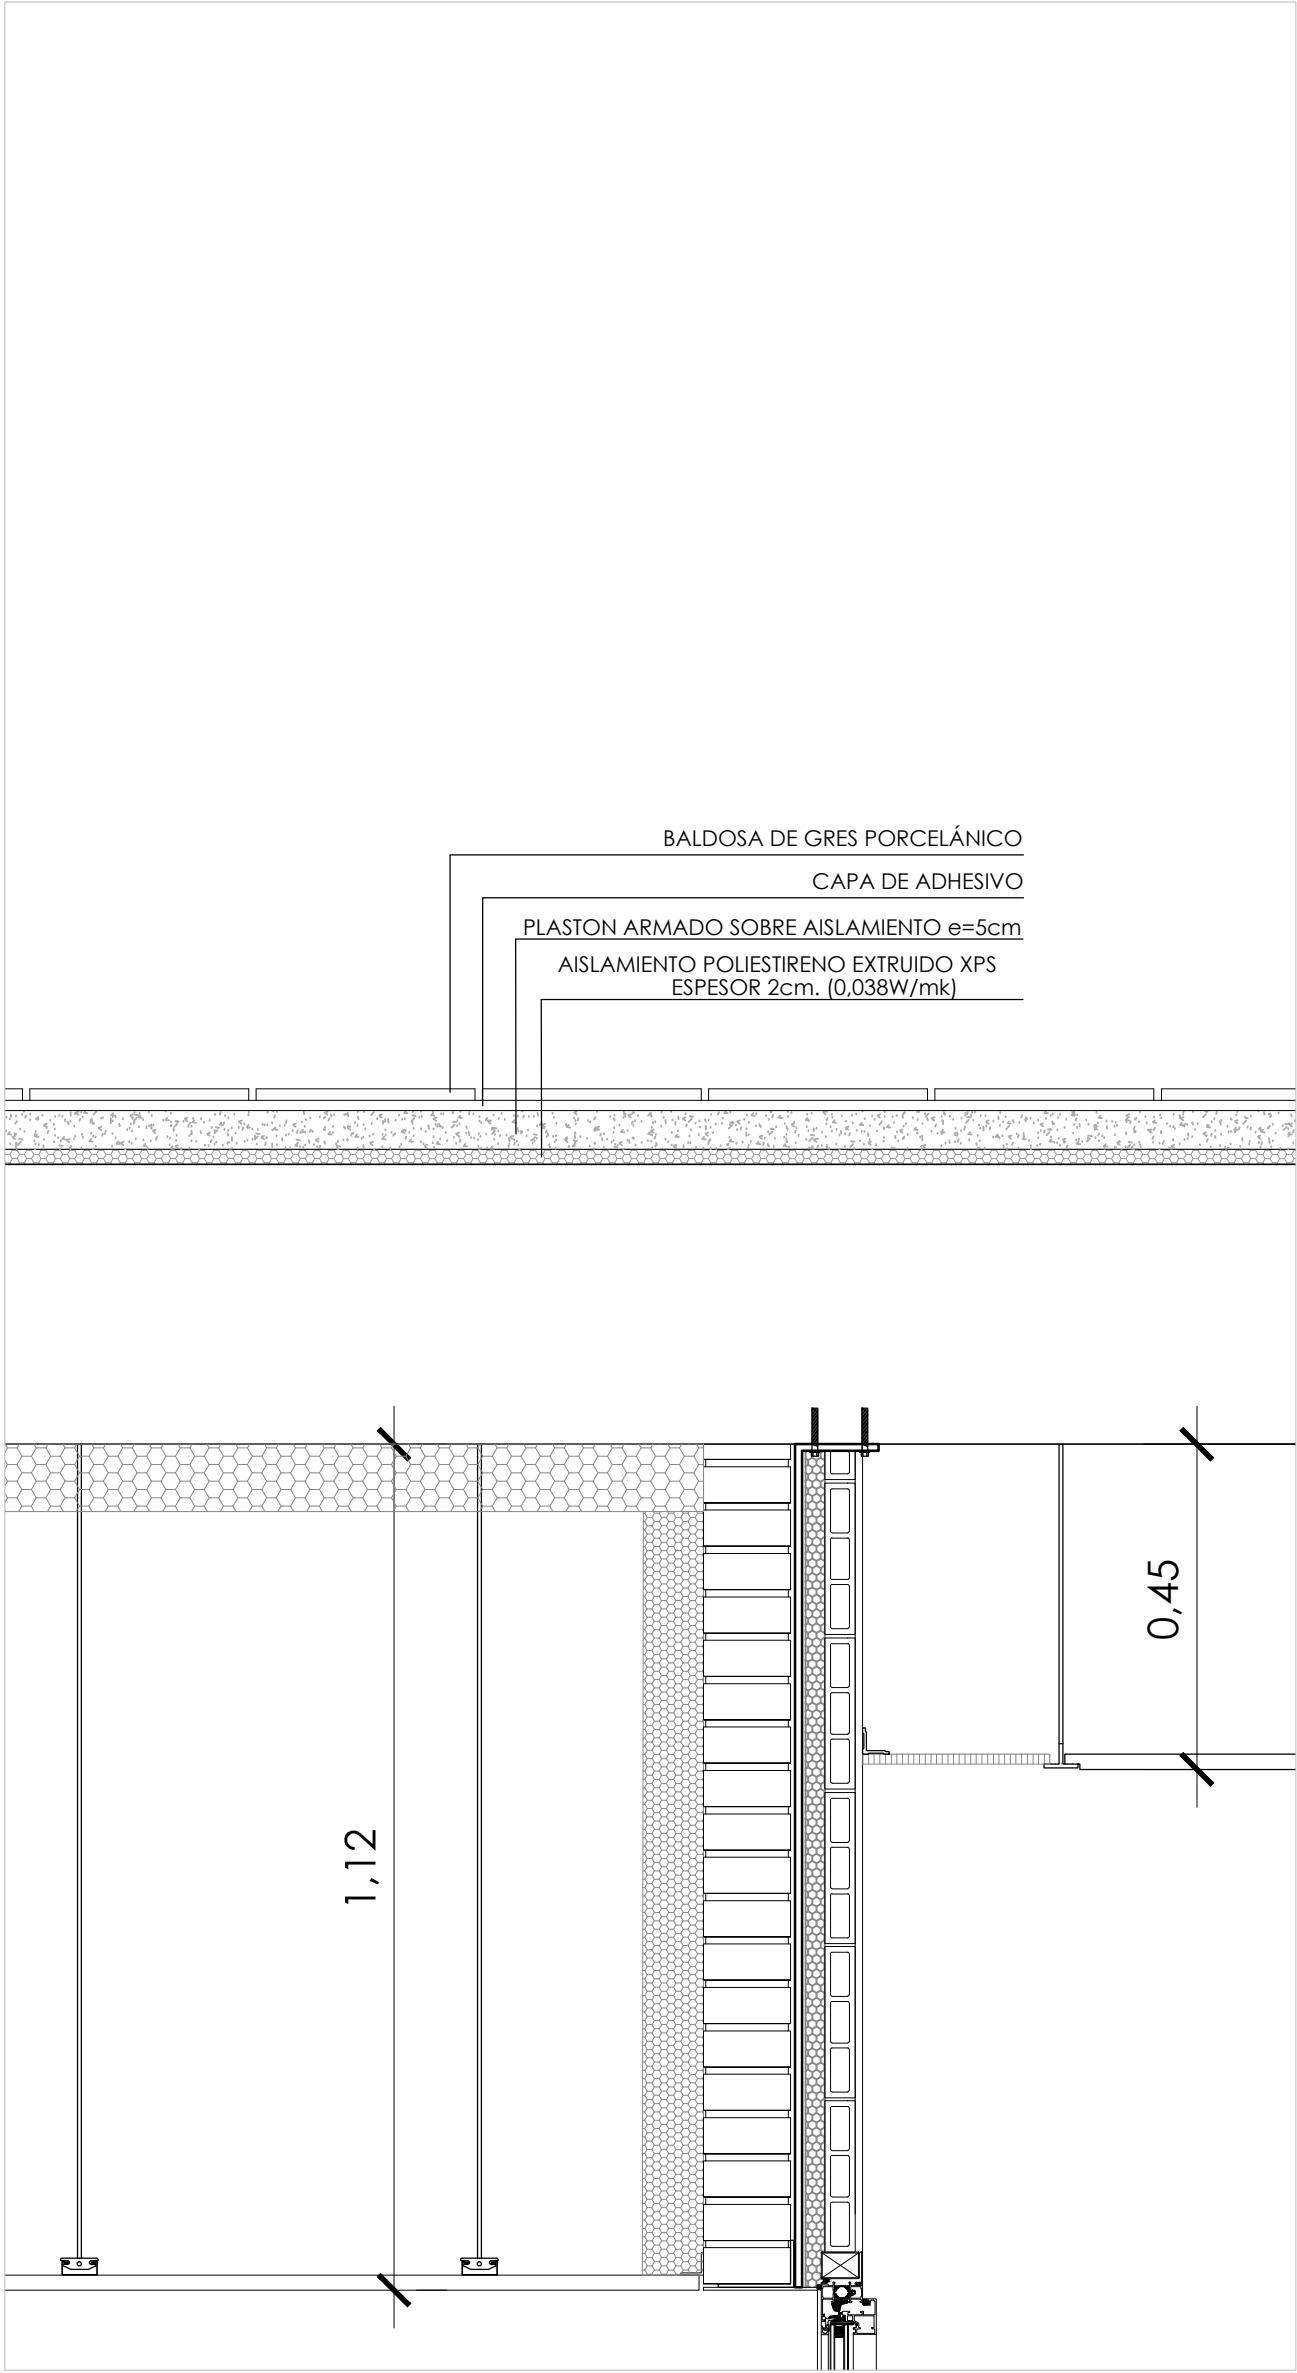 BALDOSA DE GRES PORCELÁNICO
CAPA DE ADHESIVO
PLASTON ARMADO SOBRE AISLAMIENTO e=5cm
AISLAMIENTO POLIESTIRENO EXTRUIDO XPS
ESPESOR 2cm. (0,038W/mk)
0,45
1,12